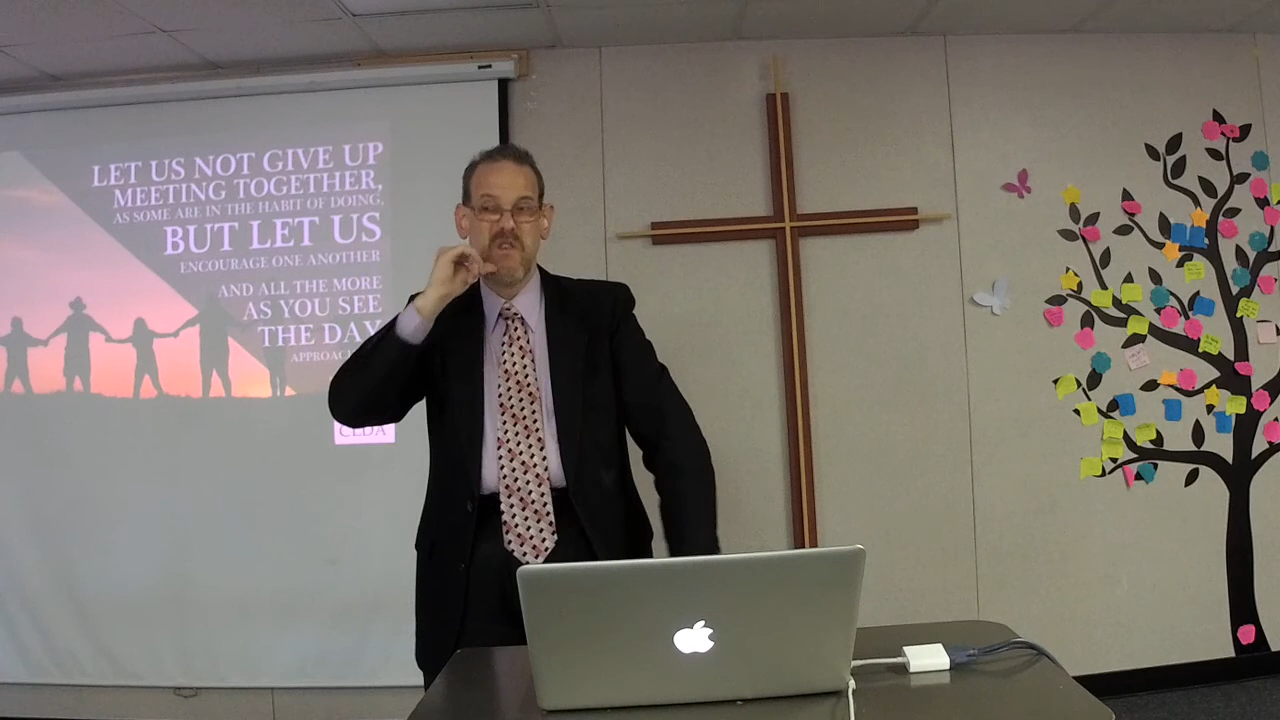 LET US NOT GIVE UP
MEETING TOGETHER,
AS SOME ARE IN THE HABIT OF DOING,
BUT LET US
ENCOURAGE ONE ANOTHER
AND ALL THE MORE
AS YOU SEE
THE DAY